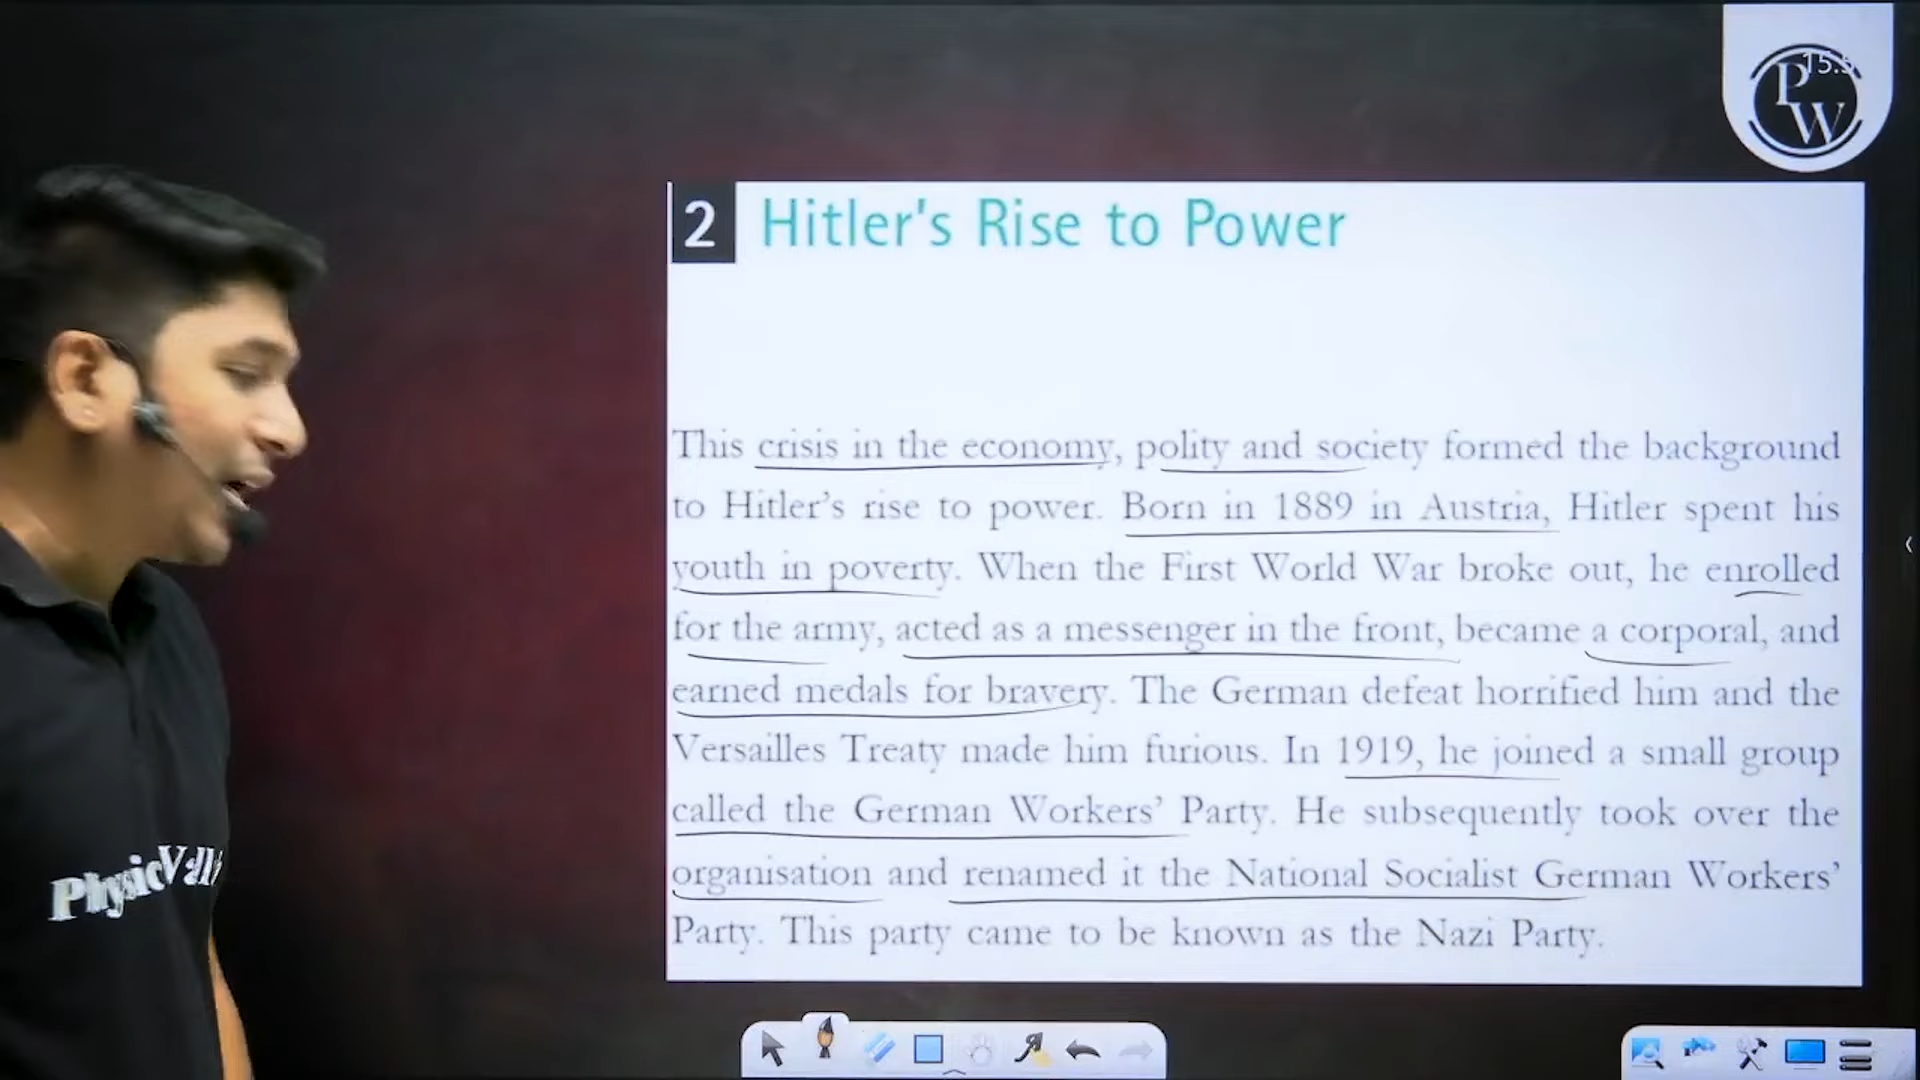 15.5
PW
2 Hitler's Rise to Power
This crisis in the economy, polity and society formed the background
to Hitler's rise to power. Born in 1889 in Austria, Hitler spent his
youth in poverty. When the First World War broke out, he enrolled
for the army, acted as a messenger in the front, became a corporal, and
earned medals for bravery. The German defeat horrified him and the
Versailles Treaty made him furious. In 1919, he joined a small group
called the German Workers' Party. He subsequently took over the
organisation and renamed it the National Socialist German Workers'
Party. This party came to be known as the Nazi Party.